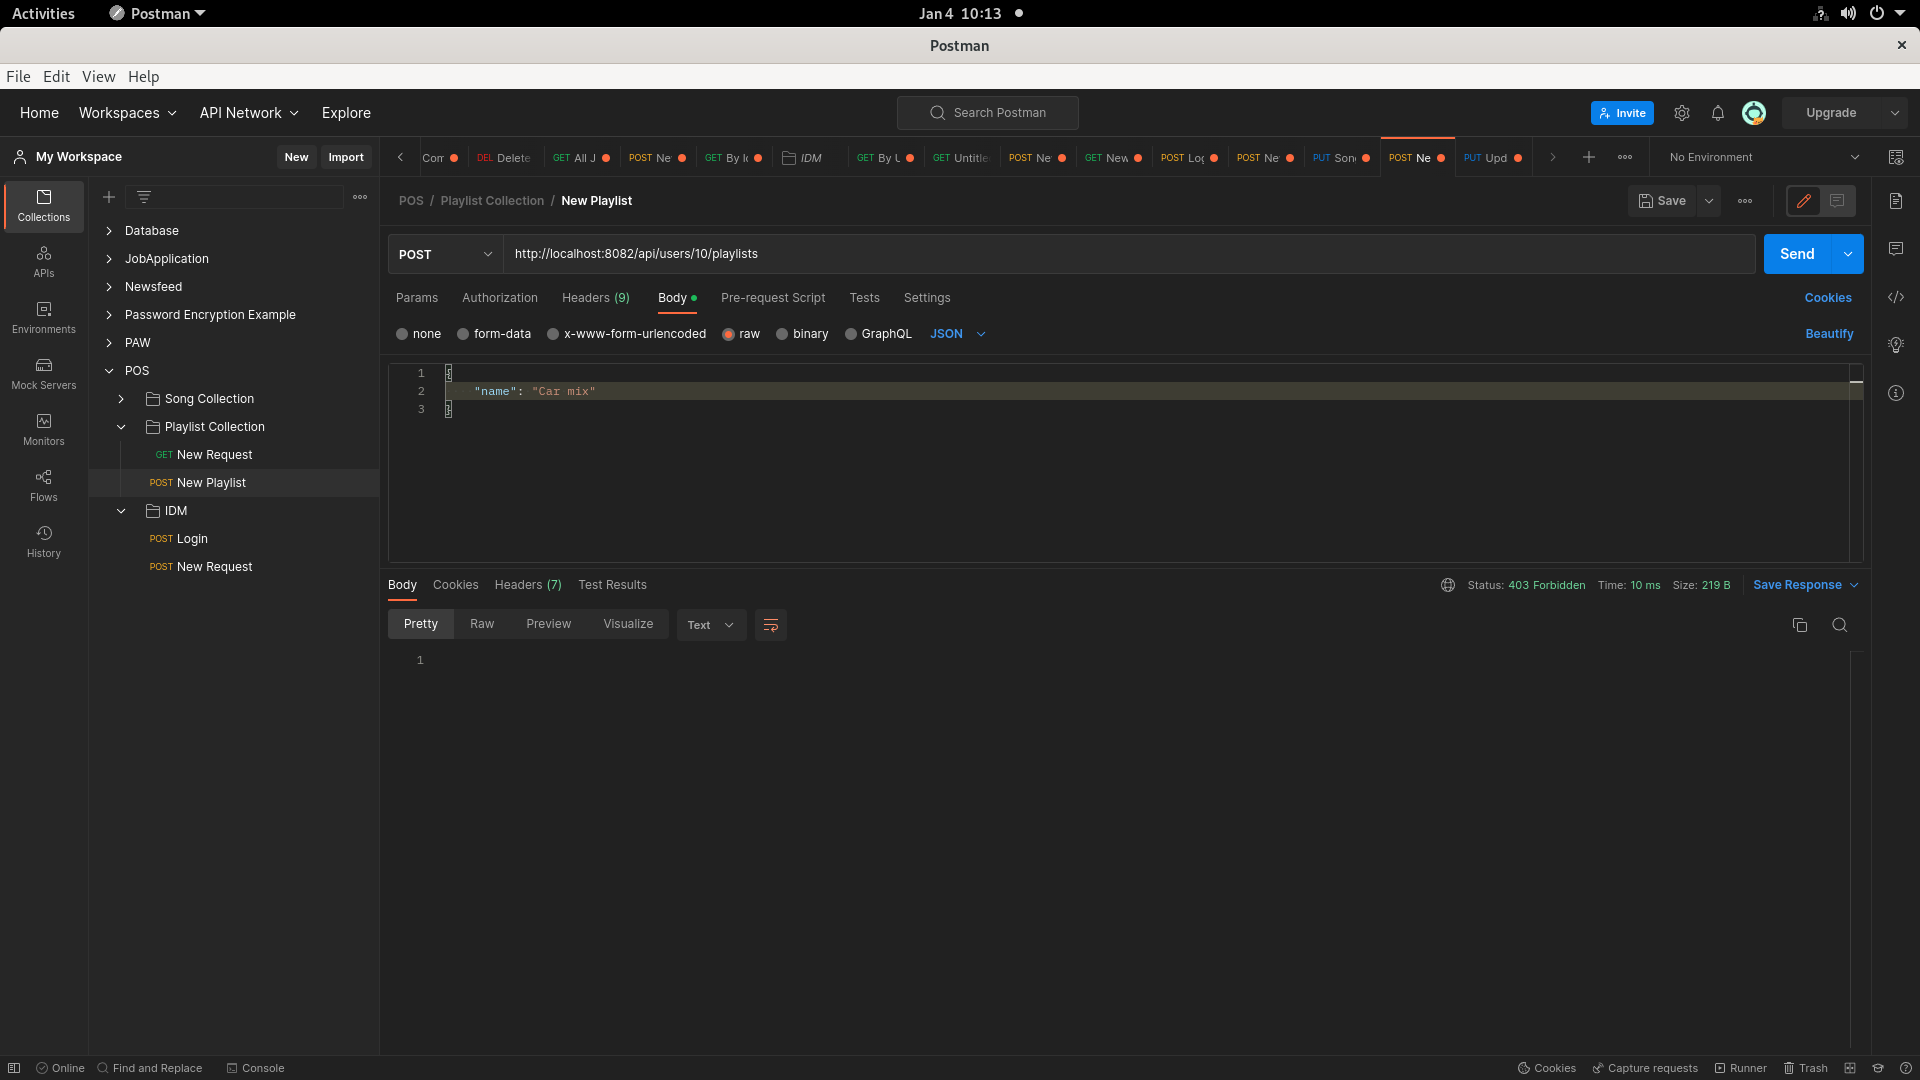 Activities Postman Jan 4 10:13
Postman
File Edit View Help
Home Workspaces API Network Explore Search Postman Invite Upgrade
My Workspace New Import
DEL Delete GET All J POST Ne GET By I IDM GET By U GET Untitle POST Ne GET New POST Log POST Ne PUT Song POST Ne PUT Upd No Environment
POS / Playlist Collection / New Playlist Save
POST http://localhost:8082/api/users/10/playlists Send
Params Authorization Headers (9) Body Pre-request Script Tests Settings Cookies
none form-data x-www-form-urlencoded raw binary GraphQL JSON Beautify
1 {
2 "name": "Car mix"
3 }
Collections
APIs
Environments
Mock Servers
Monitors
Flows
History
Database
JobApplication
Newsfeed
Password Encryption Example
PAW
POS
Song Collection
Playlist Collection
GET New Request
POST New Playlist
IDM
POST Login
POST New Request
Body Cookies Headers (7) Test Results Status: 403 Forbidden Time: 10 ms Size: 219 B Save Response
Pretty Raw Preview Visualize Text
1
Online Find and Replace Console Cookies Capture requests Runner Trash